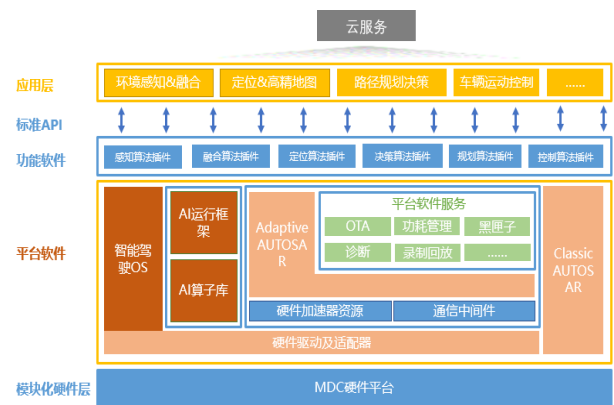 云服务
应用层
环境感知&融合
定位&高精地图
路径规划决策
车辆运动控制
......
标准API
功能软件
感知算法插件
融合算法插件
定位算法插件
决策算法插件
规划算法插件
控制算法插件
平台软件
智能驾
驶OS
AI运行框
架
AI算子库
Adaptive
AUTOSA
R
平台软件服务
OTA
功耗管理
黑匣子
诊断
录制回放
......
硬件加速器资源
通信中间件
Classic
AUTOS
AR
硬件驱动及适配器
模块化硬件层
MDC硬件平台